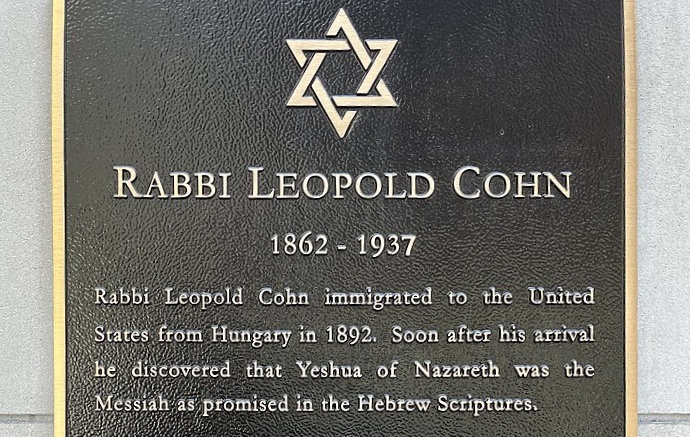 RABBI LEOPOLD COHN
1862 - 1937
Rabbi Leopold Cohn immigrated to the United
States from Hungary in 1892. Soon after his arrival
he discovered that Yeshua of Nazareth was the
Messiah as promised in the Hebrew Scriptures.